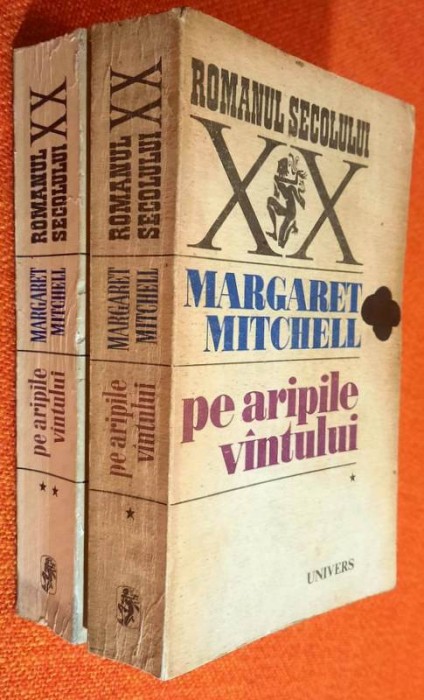 ROMANUL
SECOLULUI
XX
MARGARET
MITCHELL
pe aripile
vîntului
**
ROMANUL
SECOLULUI
XX
MARGARET
MITCHELL
pe aripile
vîntului
*
ROMANUL SECOLULUI
XX
MARGARET
MITCHELL
pe aripile
vîntului
*
UNIVERS